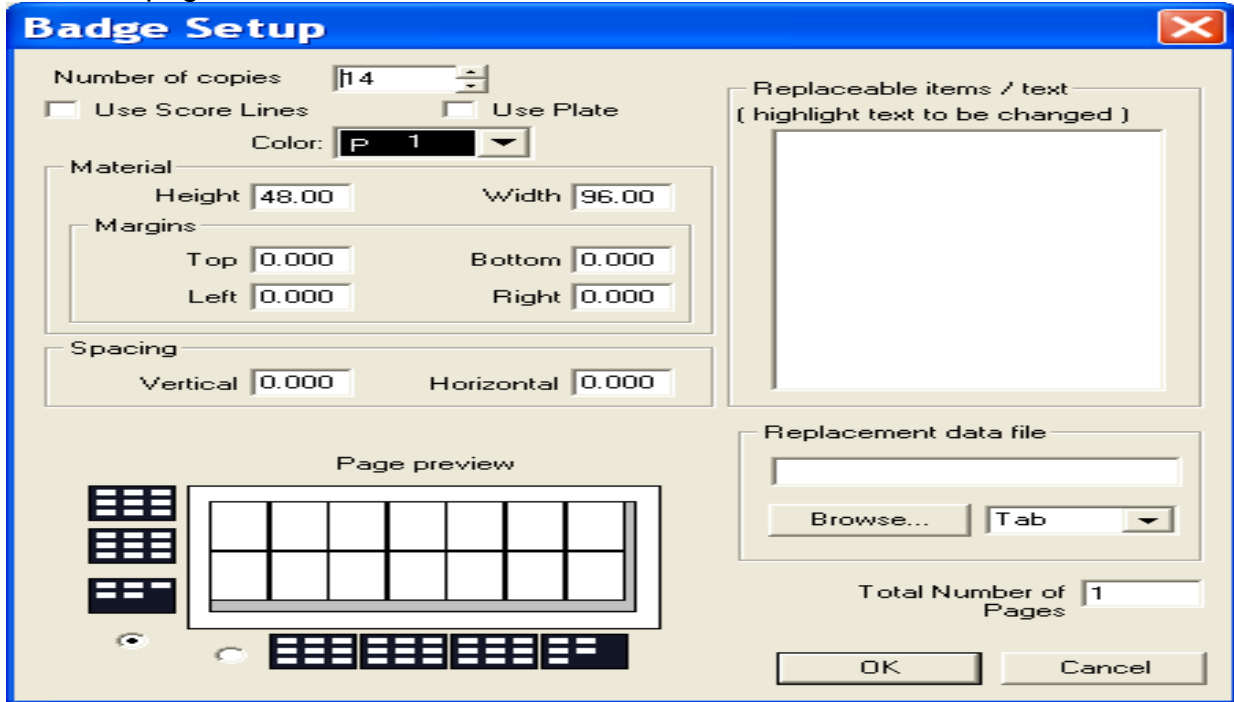 Badge Setup
Number of copies 14
Use Score Lines Use Plate
Color: P 1
Material
Height 48.00 Width 96.00
Margins
Top 0.000 Bottom 0.000
Left 0.000 Right 0.000
Spacing
Vertical 0.000 Horizontal 0.000
Page preview
Replaceable items / text
( highlight text to be changed )
Replacement data file
Browse... Tab
Total Number of 1
Pages
OK Cancel